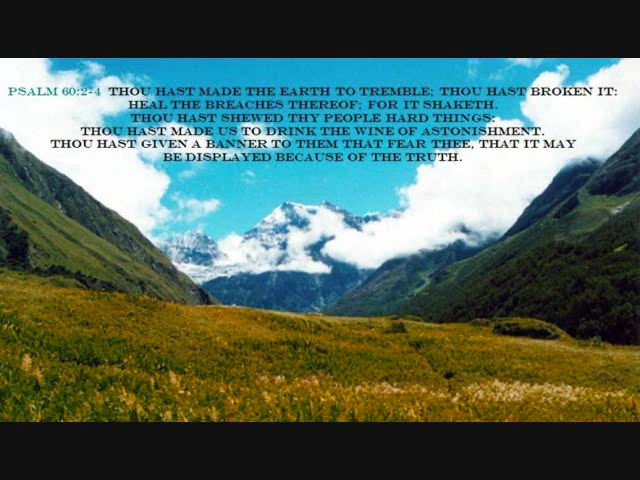 PSALM 60:2-4 THOU HAST MADE THE EARTH TO TREMBLE; THOU HAST BROKEN IT:
HEAL THE BREACHES THEREOF; FOR IT SHAKETH.
THOU HAST SHEWED THY PEOPLE HARD THINGS:
THOU HAST MADE US TO DRINK THE WINE OF ASTONISHMENT.
THOU HAST GIVEN A BANNER TO THEM THAT FEAR THEE, THAT IT MAY
BE DISPLAYED BECAUSE OF THE TRUTH.